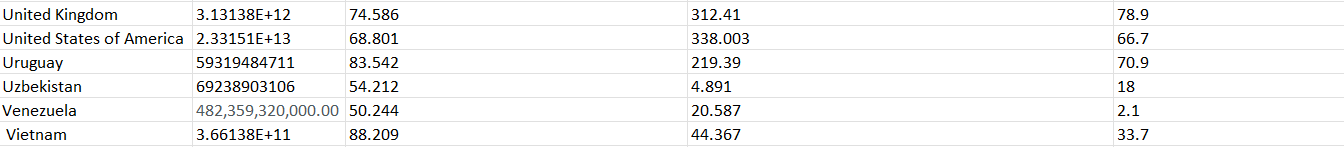 United Kingdom 3.13138E+12 74.586 312.41 78.9
United States of America 2.33151E+13 68.801 338.003 66.7
Uruguay 59319484711 83.542 219.39 70.9
Uzbekistan 69238903106 54.212 4.891 18
Venezuela 482,359,320,000.00 50.244 20.587 2.1
Vietnam 3.66138E+11 88.209 44.367 33.7